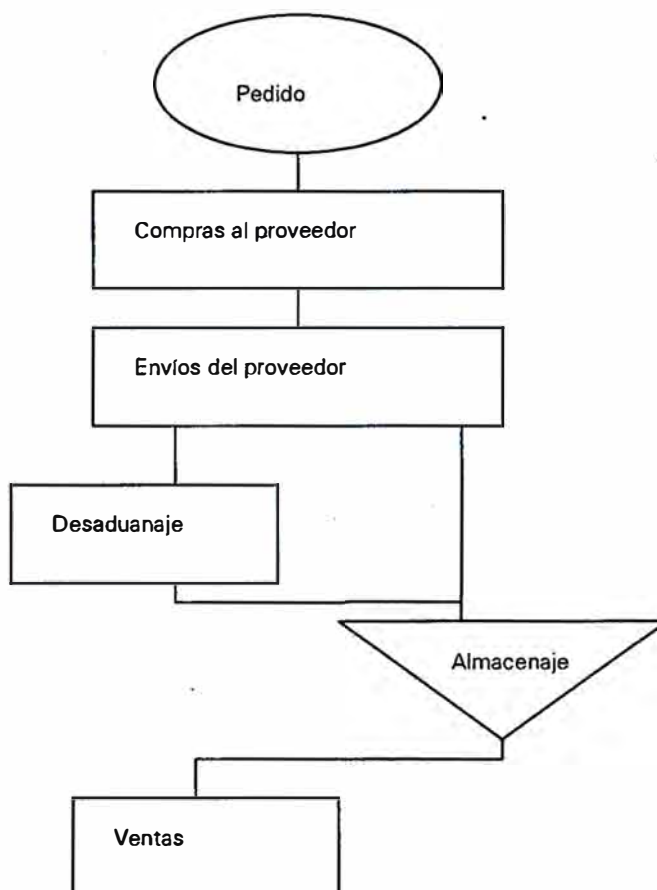 Pedido
Compras al proveedor
Envíos del proveedor
Desaduanaje
Almacenaje
Ventas